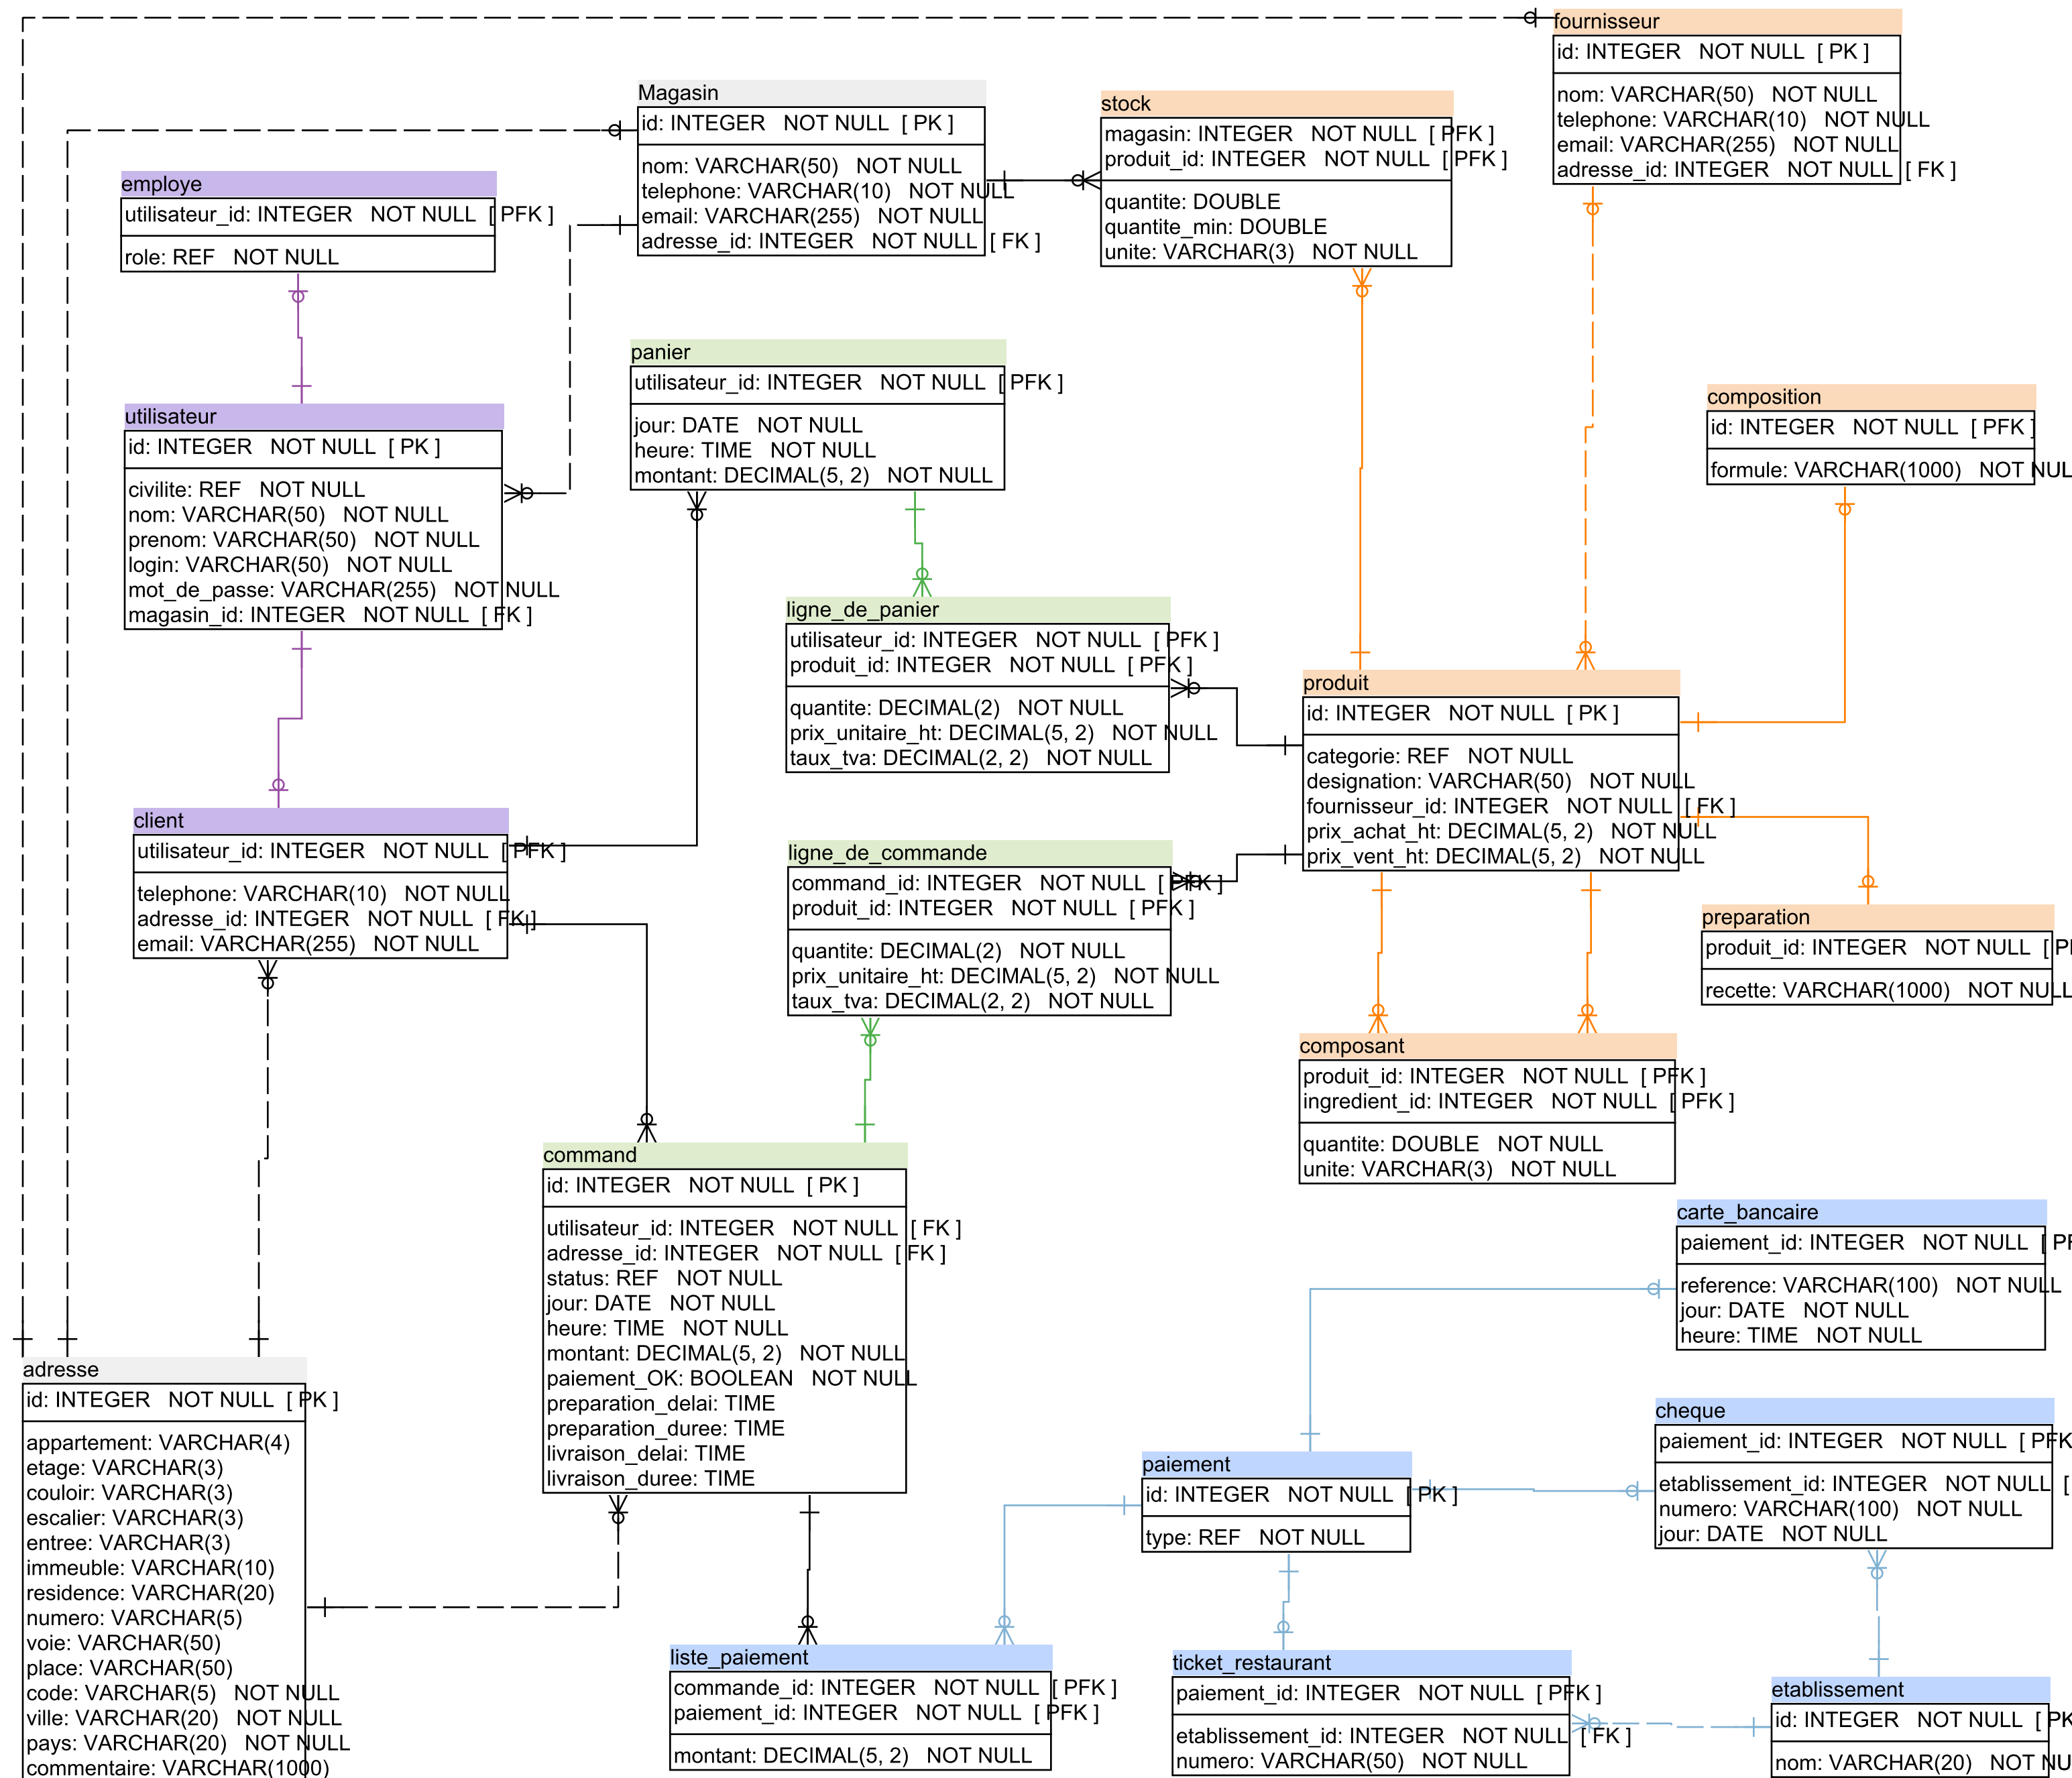 fournisseur
id: INTEGER NOT NULL [ PK ]
nom: VARCHAR(50) NOT NULL
telephone: VARCHAR(10) NOT NULL
email: VARCHAR(255) NOT NULL
adresse_id: INTEGER NOT NULL [ FK ]
Magasin
id: INTEGER NOT NULL [ PK ]
nom: VARCHAR(50) NOT NULL
telephone: VARCHAR(10) NOT NULL
email: VARCHAR(255) NOT NULL
adresse_id: INTEGER NOT NULL [ FK ]
stock
magasin: INTEGER NOT NULL [ PFK ]
produit_id: INTEGER NOT NULL [ PFK ]
quantite: DOUBLE
quantite_min: DOUBLE
unite: VARCHAR(3) NOT NULL
employe
utilisateur_id: INTEGER NOT NULL [ PFK ]
role: REF NOT NULL
panier
utilisateur_id: INTEGER NOT NULL [ PFK ]
jour: DATE NOT NULL
heure: TIME NOT NULL
montant: DECIMAL(5, 2) NOT NULL
composition
id: INTEGER NOT NULL [ PFK ]
formule: VARCHAR(1000) NOT NUL
utilisateur
id: INTEGER NOT NULL [ PK ]
civilite: REF NOT NULL
nom: VARCHAR(50) NOT NULL
prenom: VARCHAR(50) NOT NULL
login: VARCHAR(50) NOT NULL
mot_de_passe: VARCHAR(255) NOT NULL
magasin_id: INTEGER NOT NULL [ FK ]
ligne_de_panier
utilisateur_id: INTEGER NOT NULL [ PFK ]
produit_id: INTEGER NOT NULL [ PFK ]
quantite: DECIMAL(2) NOT NULL
prix_unitaire_ht: DECIMAL(5, 2) NOT NULL
taux_tva: DECIMAL(2, 2) NOT NULL
produit
id: INTEGER NOT NULL [ PK ]
categorie: REF NOT NULL
designation: VARCHAR(50) NOT NULL
fournisseur_id: INTEGER NOT NULL [ FK ]
prix_achat_ht: DECIMAL(5, 2) NOT NULL
prix_vent_ht: DECIMAL(5, 2) NOT NULL
client
utilisateur_id: INTEGER NOT NULL [ PFK ]
telephone: VARCHAR(10) NOT NULL
adresse_id: INTEGER NOT NULL [ FK ]
email: VARCHAR(255) NOT NULL
ligne_de_commande
command_id: INTEGER NOT NULL [ PFK ]
produit_id: INTEGER NOT NULL [ PFK ]
quantite: DECIMAL(2) NOT NULL
prix_unitaire_ht: DECIMAL(5, 2) NOT NULL
taux_tva: DECIMAL(2, 2) NOT NULL
preparation
produit_id: INTEGER NOT NULL [ P
recette: VARCHAR(1000) NOT NULL
composant
produit_id: INTEGER NOT NULL [ PFK ]
ingredient_id: INTEGER NOT NULL [ PFK ]
quantite: DOUBLE NOT NULL
unite: VARCHAR(3) NOT NULL
command
id: INTEGER NOT NULL [ PK ]
utilisateur_id: INTEGER NOT NULL [ FK ]
adresse_id: INTEGER NOT NULL [ FK ]
status: REF NOT NULL
jour: DATE NOT NULL
heure: TIME NOT NULL
montant: DECIMAL(5, 2) NOT NULL
paiement_OK: BOOLEAN NOT NULL
preparation_delai: TIME
preparation_duree: TIME
livraison_delai: TIME
livraison_duree: TIME
carte_bancaire
paiement_id: INTEGER NOT NULL [ PF
reference: VARCHAR(100) NOT NULL
jour: DATE NOT NULL
heure: TIME NOT NULL
adresse
id: INTEGER NOT NULL [ PK ]
appartement: VARCHAR(4)
etage: VARCHAR(3)
couloir: VARCHAR(3)
escalier: VARCHAR(3)
entree: VARCHAR(3)
immeuble: VARCHAR(10)
residence: VARCHAR(20)
numero: VARCHAR(5)
voie: VARCHAR(50)
place: VARCHAR(50)
code: VARCHAR(5) NOT NULL
ville: VARCHAR(20) NOT NULL
pays: VARCHAR(20) NOT NULL
commentaire: VARCHAR(1000)
cheque
paiement_id: INTEGER NOT NULL [ PFK
etablissement_id: INTEGER NOT NULL [
numero: VARCHAR(100) NOT NULL
jour: DATE NOT NULL
paiement
id: INTEGER NOT NULL [ PK ]
type: REF NOT NULL
liste_paiement
commande_id: INTEGER NOT NULL [ PFK ]
paiement_id: INTEGER NOT NULL [ PFK ]
montant: DECIMAL(5, 2) NOT NULL
ticket_restaurant
paiement_id: INTEGER NOT NULL [ PFK ]
etablissement_id: INTEGER NOT NULL [ FK ]
numero: VARCHAR(50) NOT NULL
etablissement
id: INTEGER NOT NULL [ PK
nom: VARCHAR(20) NOT NU